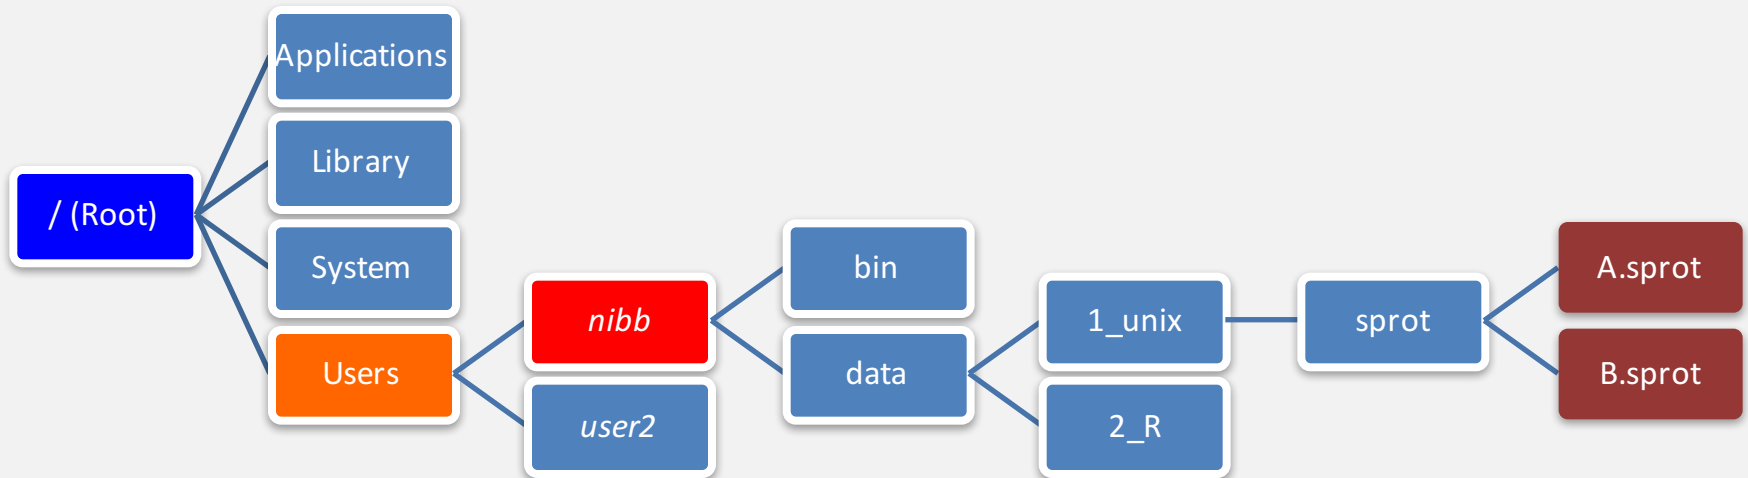 Applications
Library
/ (Root)
System
bin
A.sprot
nibb
1_unix
sprot
Users
data
B.sprot
user2
2_R